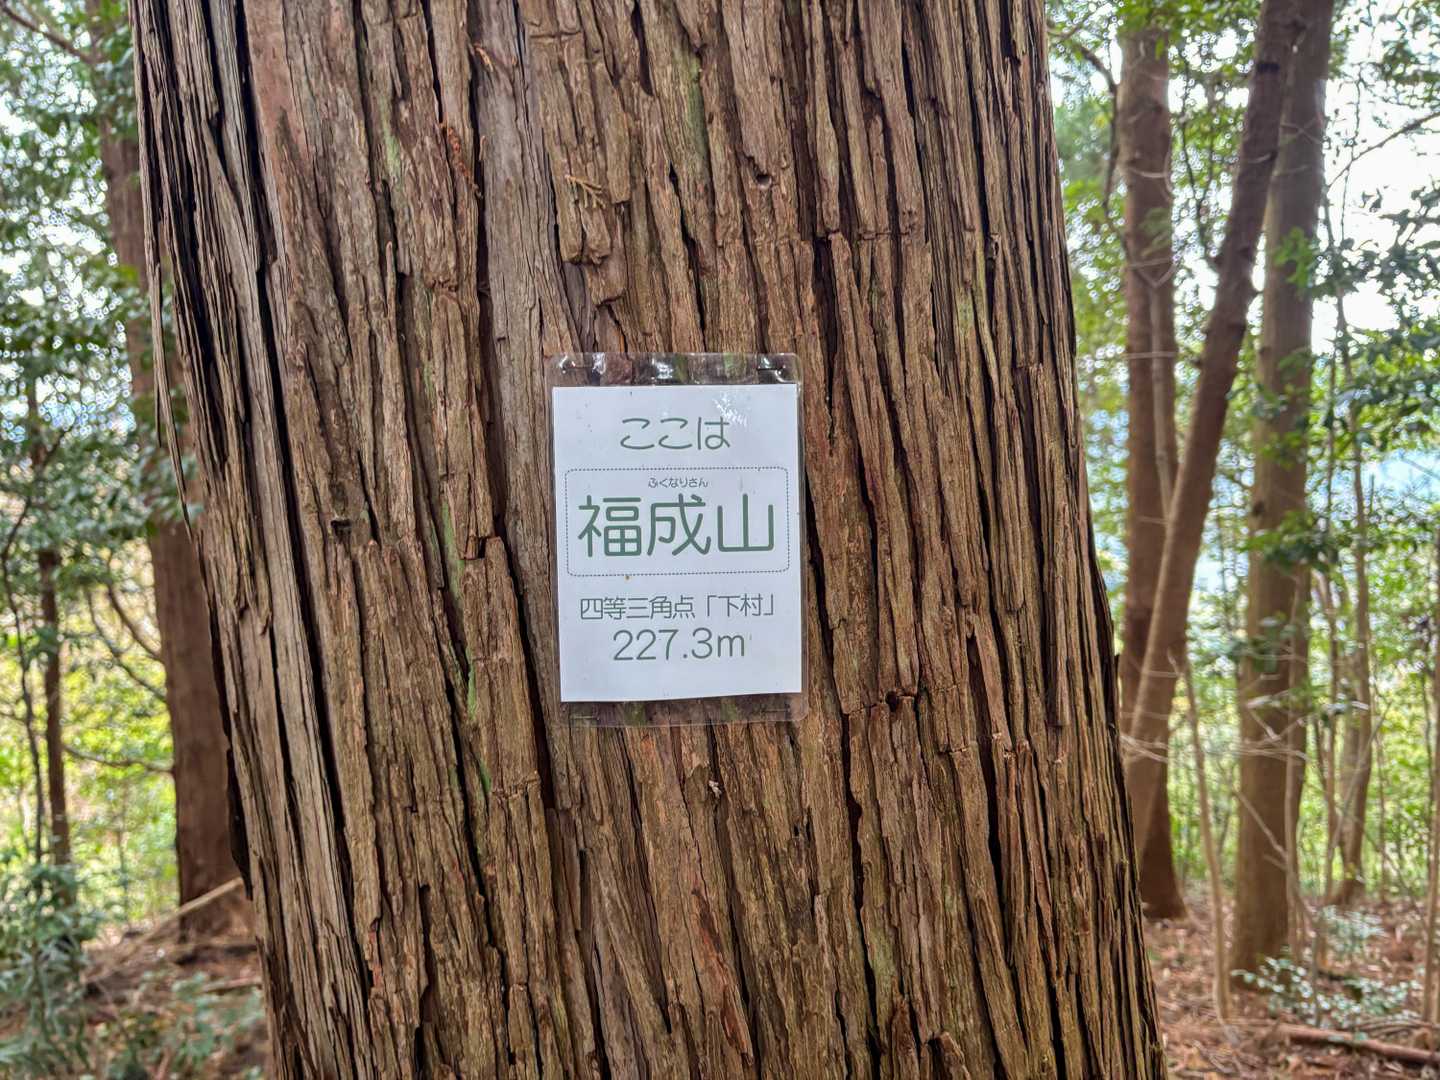 ここは
ふくなりさん
福成山
四等三角点「下村」
227.3m